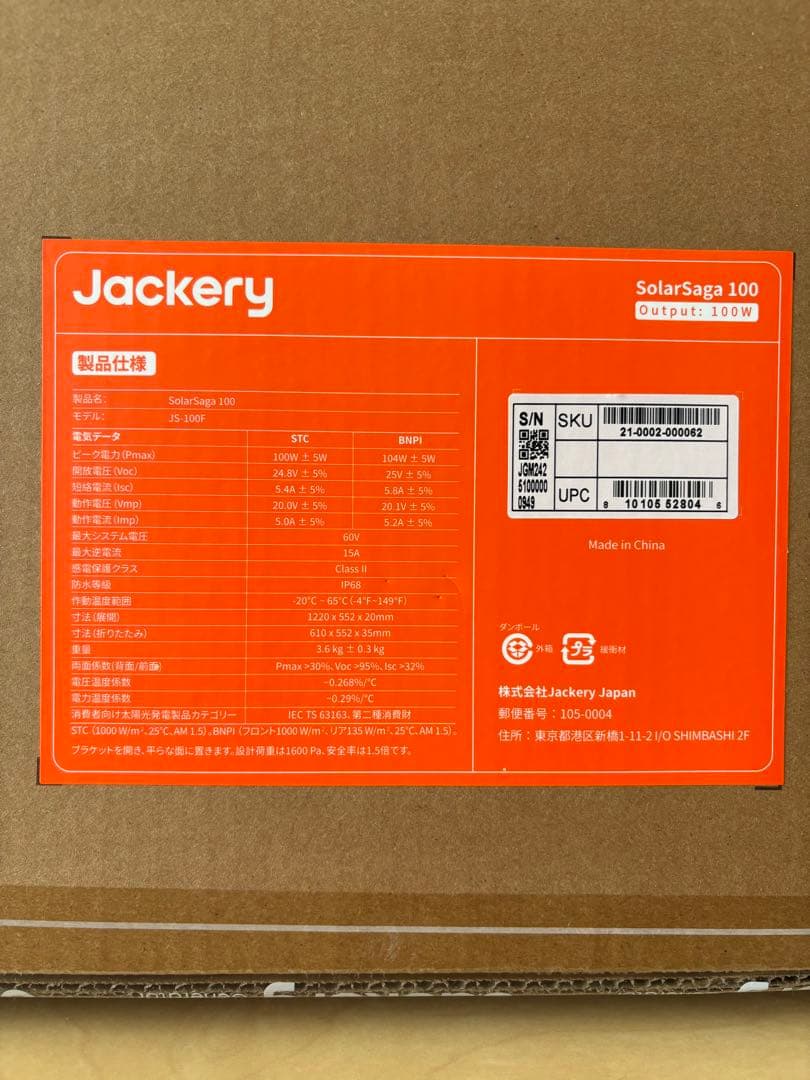 Jackery
SolarSaga 100
Output: 100W
製品仕様
製品名: SolarSaga 100
モデル: JS-100F
電気データ STC BNPI
ピーク電力 (Pmax) 100W ± 5W 104W ± 5W
開放電圧 (Voc) 24.8V ± 5% 25V ± 5%
短絡電流 (Isc) 5.4A ± 5% 5.8A ± 5%
動作電圧 (Vmp) 20.0V ± 5% 20.1V ± 5%
動作電流 (Imp) 5.0A ± 5% 5.2A ± 5%
最大システム電圧 60V
最大逆電流 15A
感電保護クラス Class II
防水等級 IP68
作動温度範囲 -20°C ~ 65°C (-4°F~149°F)
寸法 (展開) 1220 x 552 x 20mm
寸法 (折りたたみ) 610 x 552 x 35mm
重量 3.6 kg ± 0.3 kg
両面係数(背面/前面) Pmax >30%, Voc >95%, Isc >32%
電圧温度係数 -0.268%/°C
電力温度係数 -0.29%/°C
消費者向け太陽光発電製品カテゴリー IEC TS 63163、第二種消費財
STC (1000 W/m²、25°C、AM 1.5)。BNPI (フロント1000 W/m²、リア135 W/m²、25°C、AM 1.5)。
ブラケットを開き、平らな面に置きます。設計荷重は1600 Pa、安全率は1.5倍です。
S/N
JGM242
5100000
0949
SKU
21-0002-000062
UPC
8 10105 52804 6
Made in China
ダンボール
外箱
プラ
緩衝材
株式会社Jackery Japan
郵便番号：105-0004
住所：東京都港区新橋1-11-2 I/O SHIMBASHI 2F